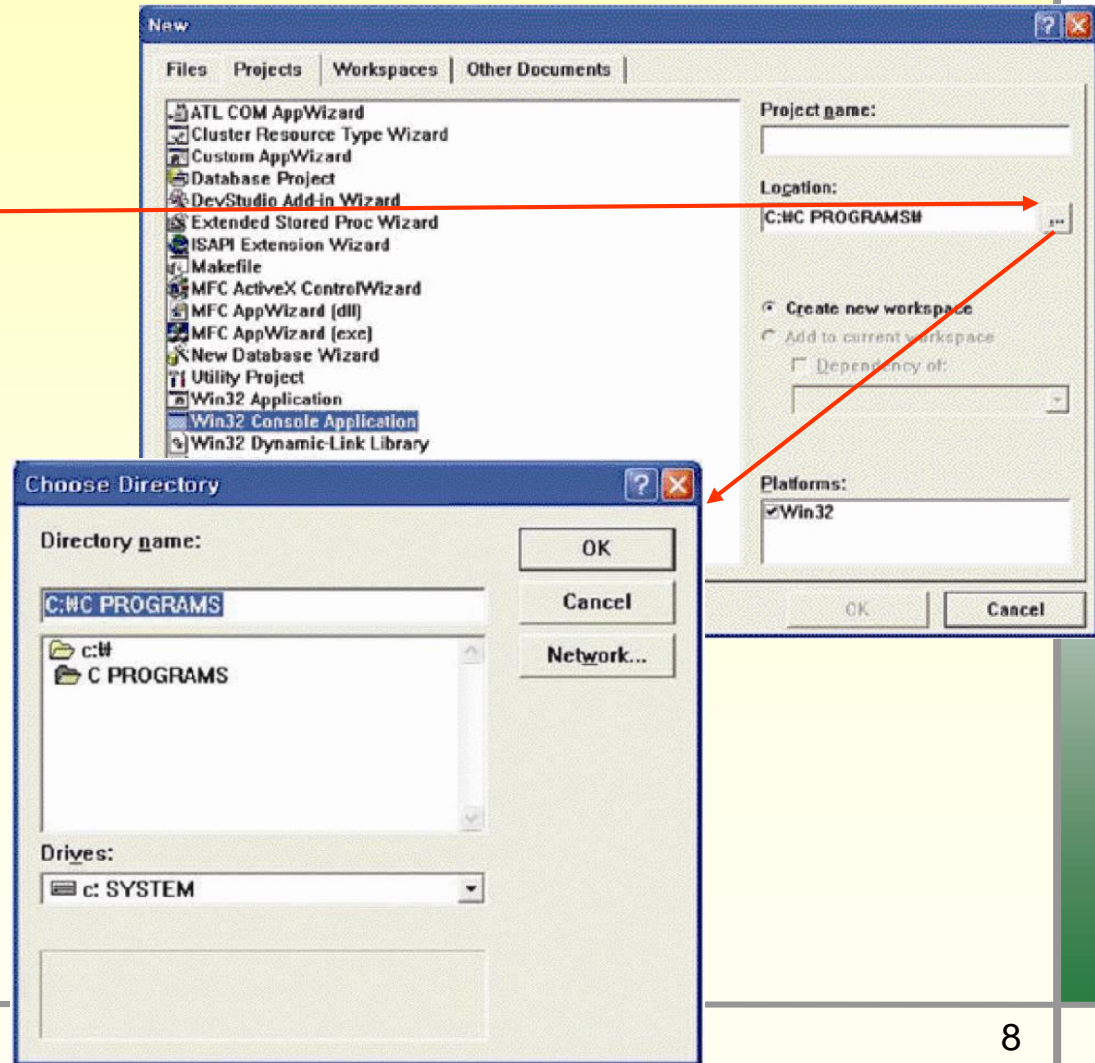 New
Files Projects Workspaces Other Documents
ATL COM AppWizard
Cluster Resource Type Wizard
Custom AppWizard
Database Project
DevStudio Add-in Wizard
Extended Stored Proc Wizard
ISAPI Extension Wizard
Makefile
MFC ActiveX ControlWizard
MFC AppWizard (dll)
MFC AppWizard (exe)
New Database Wizard
Utility Project
Win32 Application
Win32 Console Application
Win32 Dynamic-Link Library
Project name:
Location:
C:₩C PROGRAMS₩
...
Create new workspace
Add to current workspace
Dependency of:
Platforms:
Win32
OK Cancel
Choose Directory
Directory name:
C:₩C PROGRAMS
c:₩
C PROGRAMS
Drives:
c: SYSTEM
OK
Cancel
Network...
8